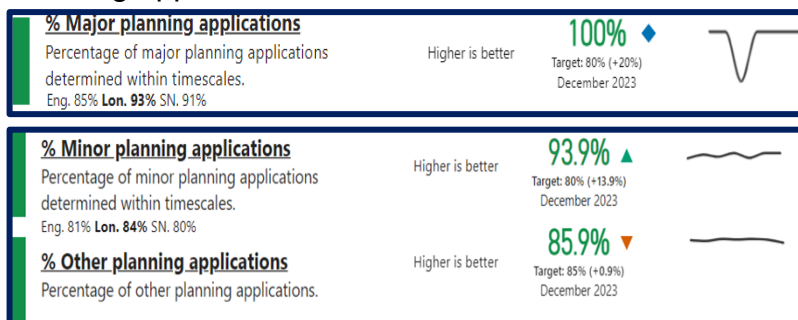 % Major planning applications
Percentage of major planning applications
determined within timescales.
Eng. 85% Lon. 93% SN. 91%
Higher is better
100%
Target: 80% (+20%)
December 2023
% Minor planning applications
Percentage of minor planning applications
determined within timescales.
Eng. 81% Lon. 84% SN. 80%
Higher is better
93.9%
Target: 80% (+13.9%)
December 2023
% Other planning applications
Percentage of other planning applications.
Higher is better
85.9%
Target: 85% (+0.9%)
December 2023